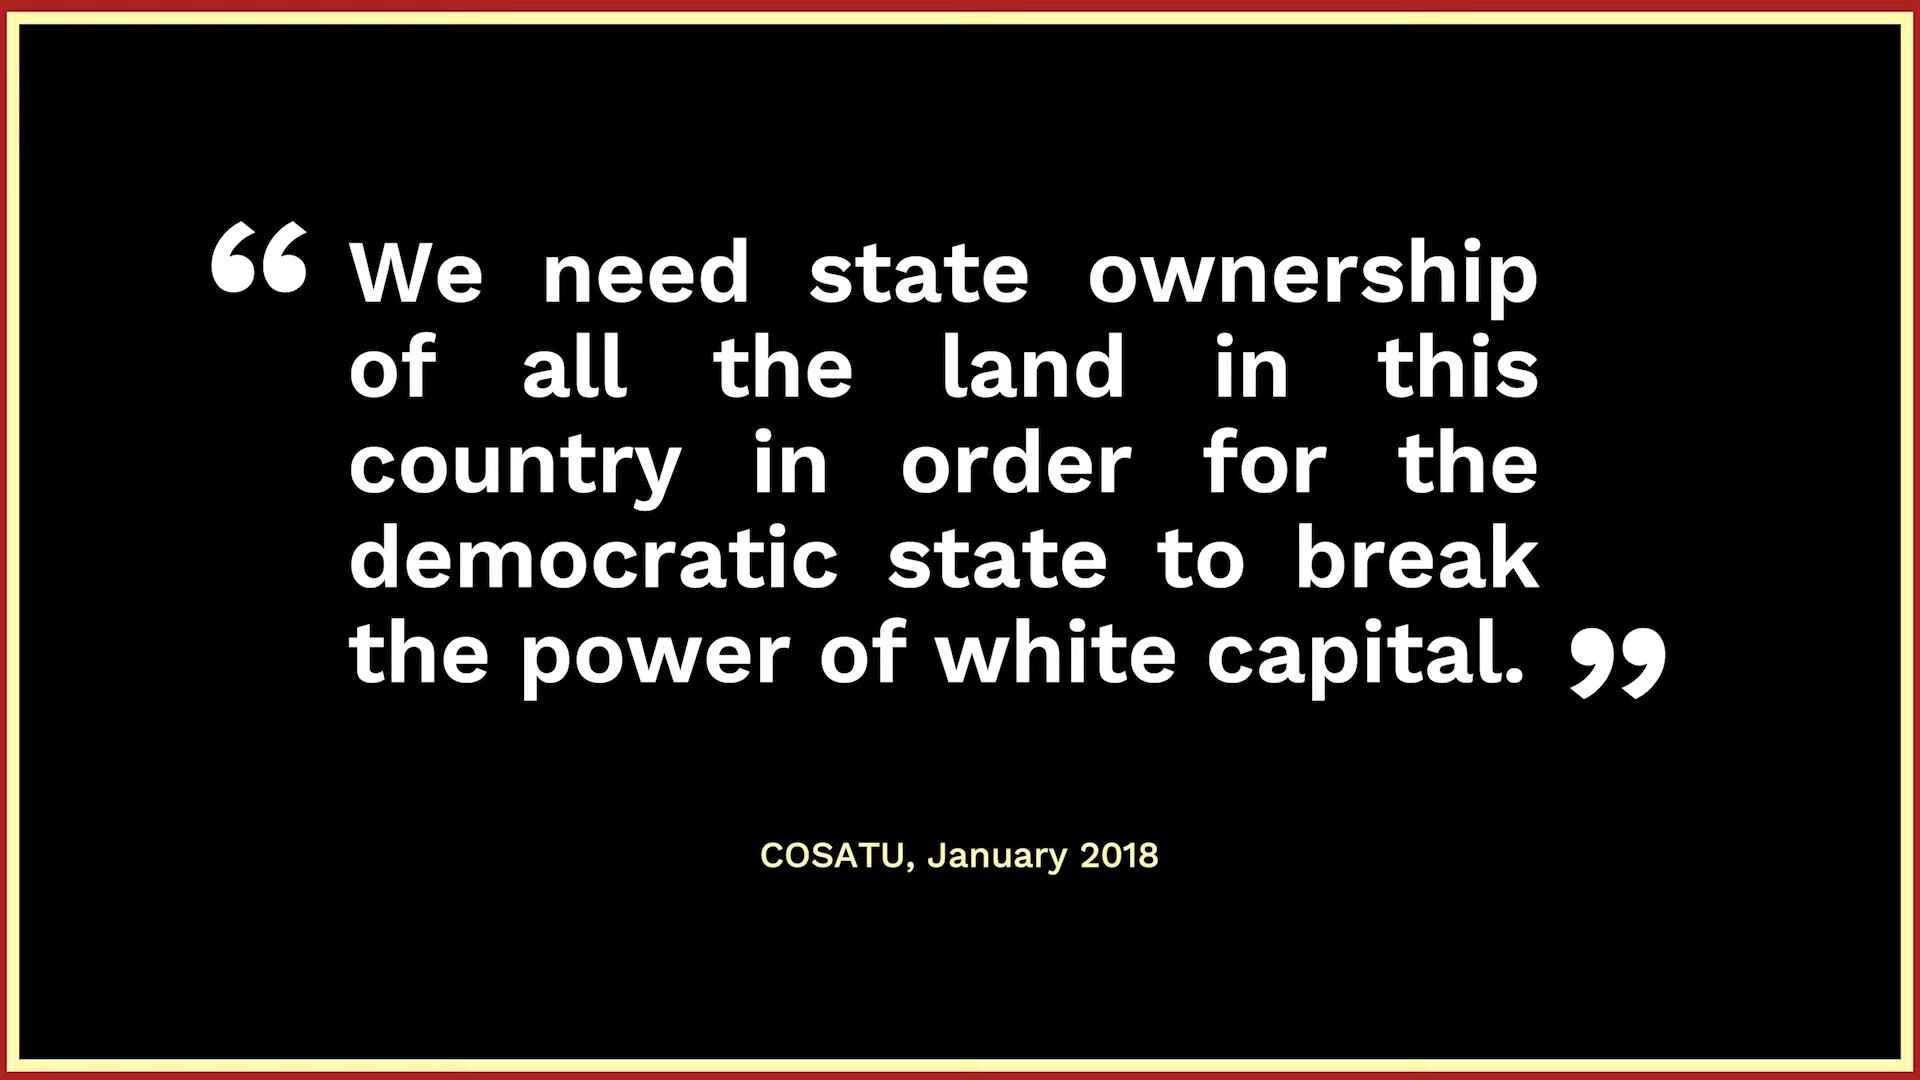 “We need state ownership
of all the land in this
country in order for the
democratic state to break
the power of white capital.”
COSATU, January 2018